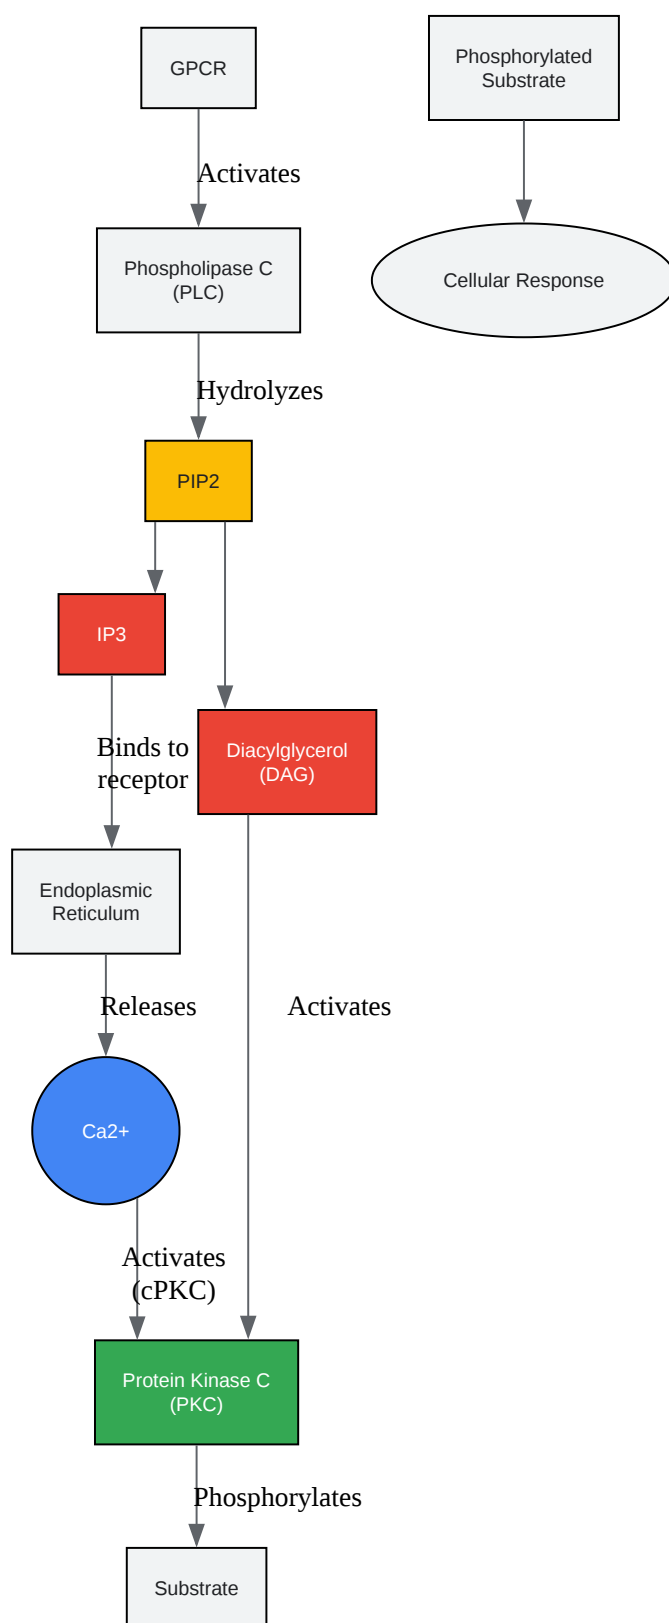 GPCR
Phosphorylated
Substrate
Activates
Phospholipase C
(PLC)
Cellular Response
Hydrolyzes
PIP2
IP3
Binds to
receptor
Diacylglycerol
(DAG)
Endoplasmic
Reticulum
Releases
Activates
Ca2+
Activates
(cPKC)
Protein Kinase C
(PKC)
Phosphorylates
Substrate